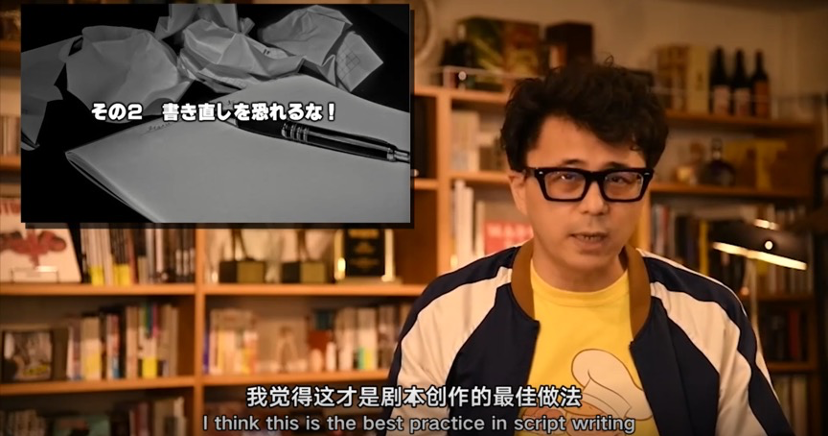 その2 書き直しを恐れるな!
我觉得这才是剧本创作的最佳做法
I think this is the best practice in script writing